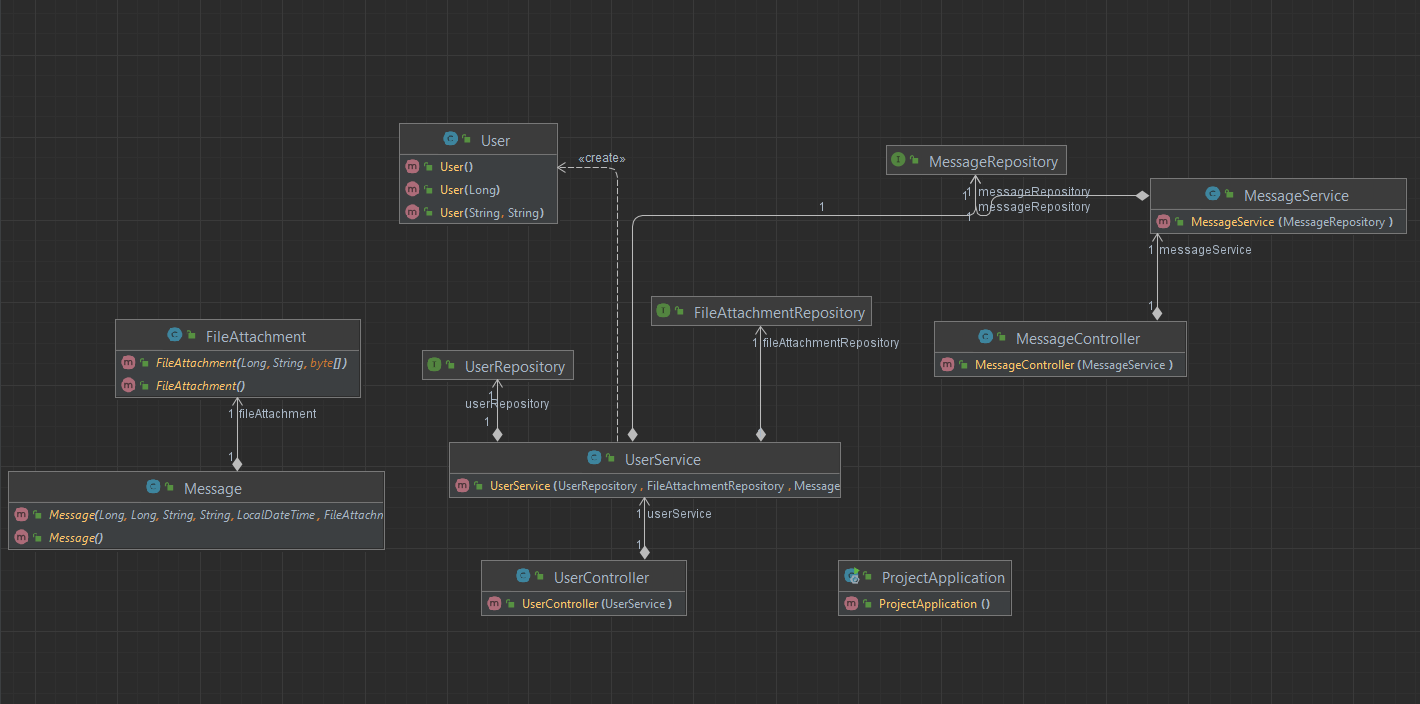 User
User()
User(Long)
User(String, String)
«create»
MessageRepository
1 messageRepository
messageRepository
1
1
MessageService
MessageService (MessageRepository )
1 messageService
1
MessageController
MessageController (MessageService )
FileAttachmentRepository
1 fileAttachmentRepository
FileAttachment
FileAttachment(Long, String, byte[])
FileAttachment()
1 fileAttachment
1
Message
Message(Long, Long, String, String, LocalDateTime , FileAttachm
Message()
UserRepository
1
userRepository
1
UserService
UserService (UserRepository , FileAttachmentRepository , Message
1 userService
1
UserController
UserController (UserService )
ProjectApplication
ProjectApplication ()